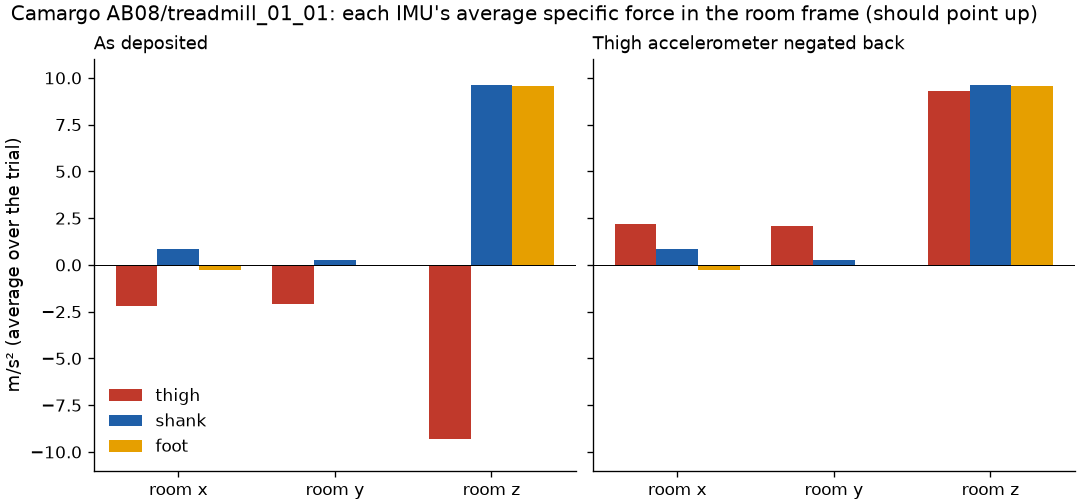 Camargo AB08/treadmill_01_01: each IMU's average specific force in the room frame (should point up)
As deposited
Thigh accelerometer negated back
m/s² (average over the trial)
10.0
7.5
5.0
2.5
0.0
−2.5
−5.0
−7.5
−10.0
thigh
shank
foot
room x
room y
room z
room x
room y
room z